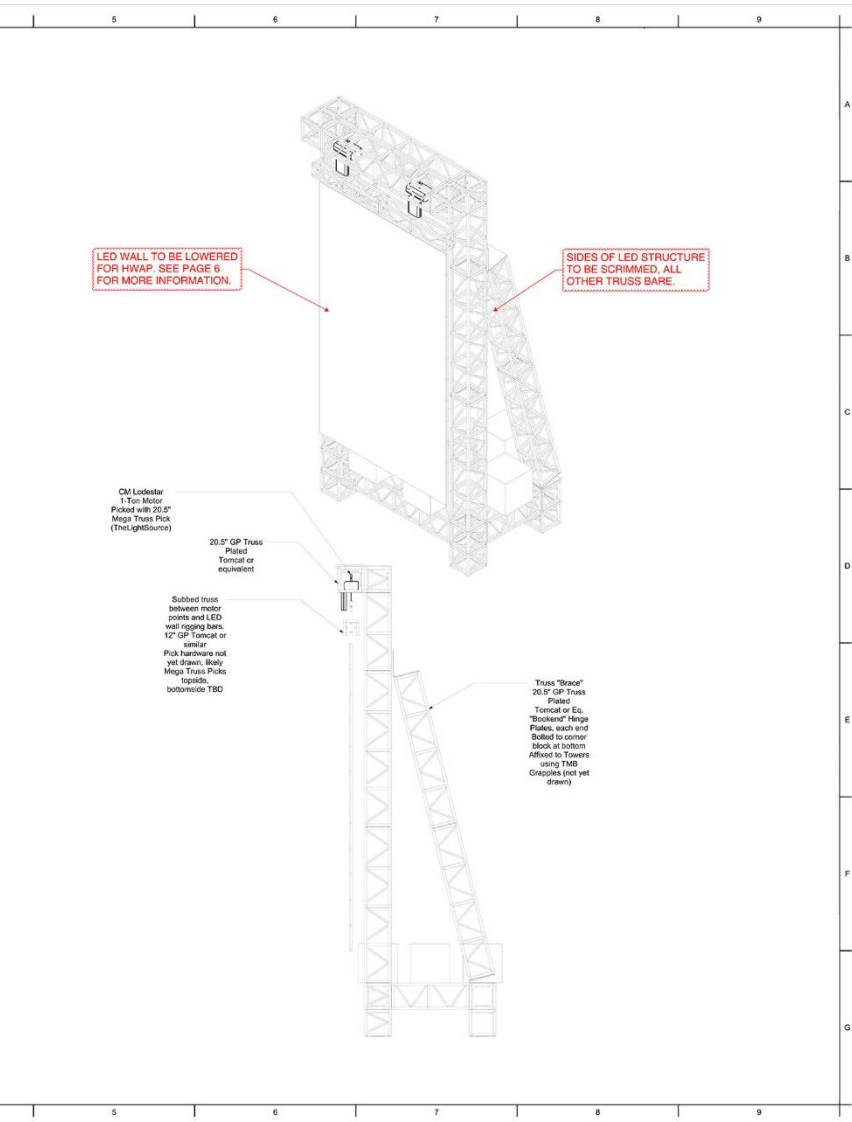 5 6 7 8 9
A
B
LED WALL TO BE LOWERED
FOR HWAP. SEE PAGE 6
FOR MORE INFORMATION.
SIDES OF LED STRUCTURE
TO BE SCRIMMED, ALL
OTHER TRUSS BARE.
C
CM Lodestar
1-Ton Motor
Picked with 20.5"
Mega Truss Pick
(TheLightSource)
20.5" GP Truss
Plated
Tomcat or
equivalent
D
Subbed truss
between motor
points and LED
wall rigging bars.
12" GP Tomcat or
similar
Pick hardware not
yet drawn, likely
Mega Truss Picks
topside,
bottomside TBD
Truss "Brace"
20.5" GP Truss
Plated
Tomcat or Eq.
"Bookend" Hinge
Plates, each end
Bolted to corner
block at bottom
Affixed to Towers
using TMB
Grapples (not yet
drawn)
E
F
G
5 6 7 8 9